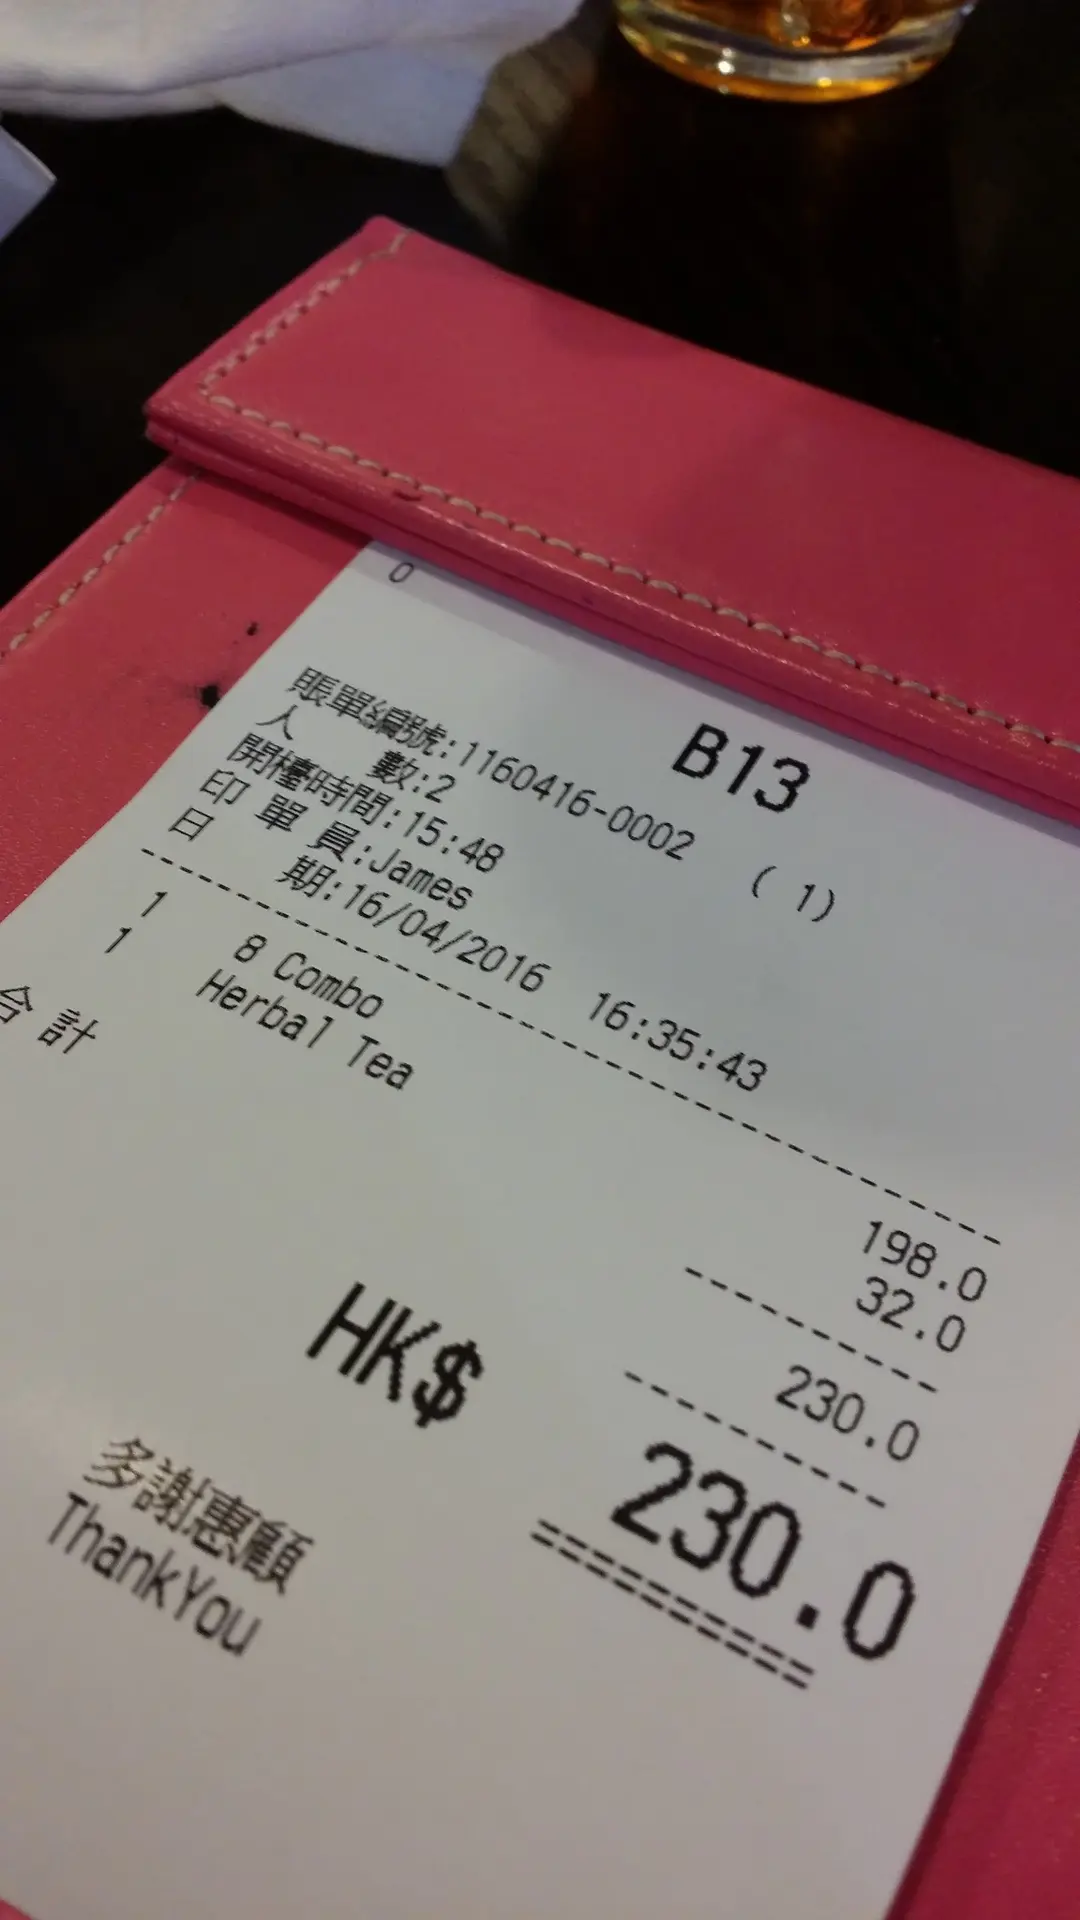 0
B13
賬單編號:1160416-0002 ( 1)
人 數:2
開檯時間:15:48
印 單 員:James
日 期:16/04/2016 16:35:43
1 8 Combo 198.0
1 Herbal Tea 32.0
合計 230.0
HK$ 230.0
多謝惠顧
ThankYou